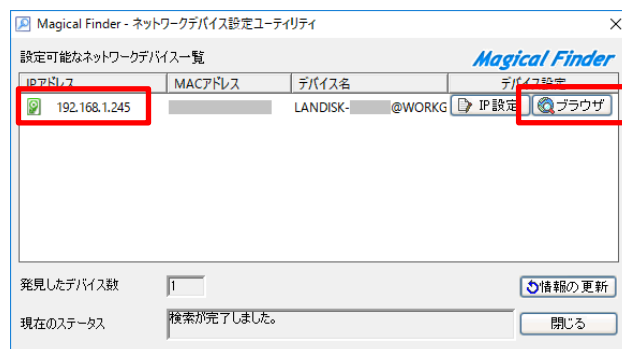 Magical Finder - ネットワークデバイス設定ユーティリティ
設定可能なネットワークデバイス一覧 Magical Finder
IPアドレス MACアドレス デバイス名 デバイス設定
192.168.1.245 LANDISK- @WORKG IP設定 ブラウザ
発見したデバイス数 1 情報の更新
現在のステータス 検索が完了しました。 閉じる